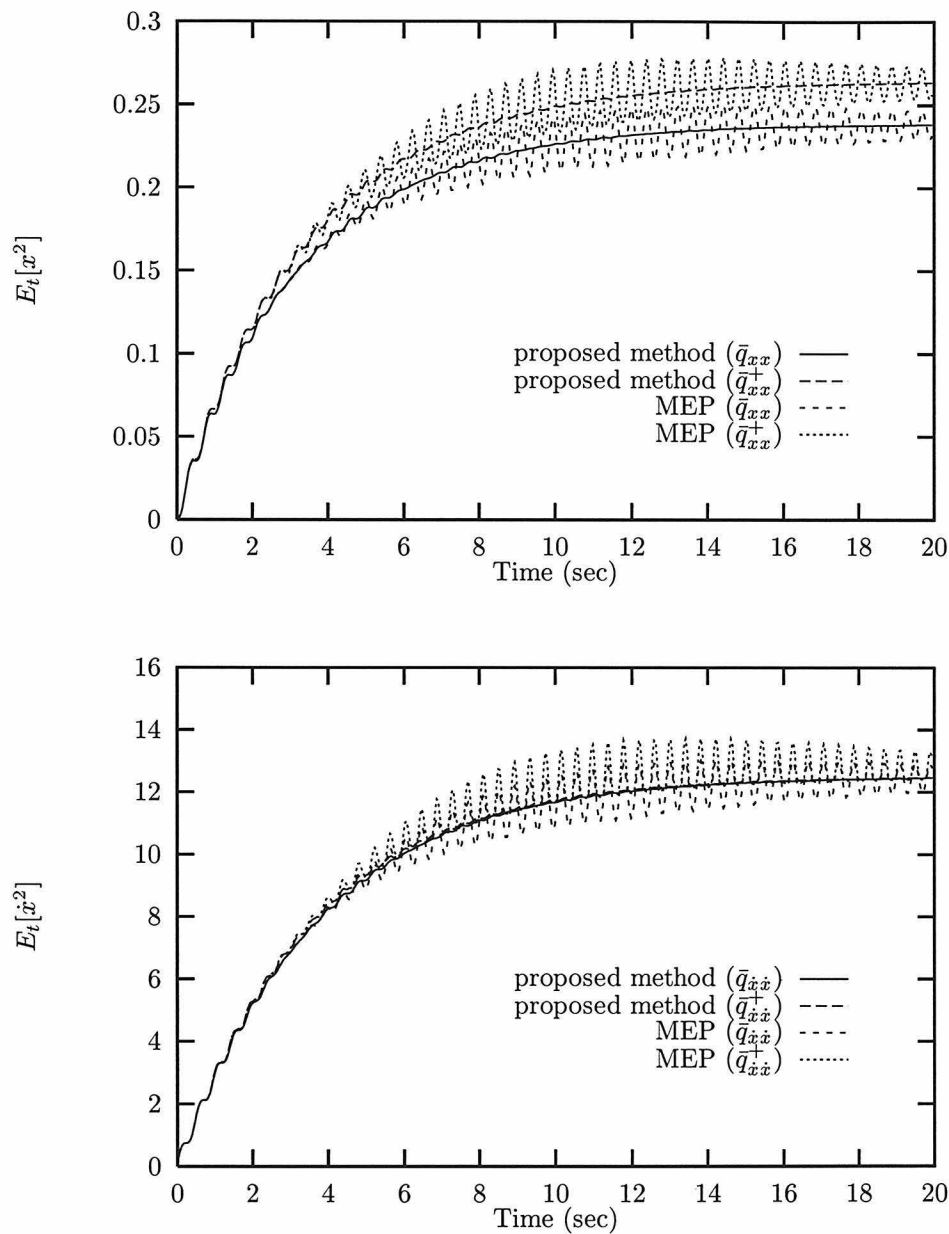 0.3
0.25
0.2
0.15
0.1
0.05
0
E_t[x^2]
proposed method (q̄_xx)
proposed method (q̄^+_xx)
MEP (q̄_xx)
MEP (q̄^+_xx)
0 2 4 6 8 10 12 14 16 18 20
Time (sec)
16
14
12
10
8
6
4
2
0
E_t[ẋ^2]
proposed method (q̄_ẋẋ)
proposed method (q̄^+_ẋẋ)
MEP (q̄_ẋẋ)
MEP (q̄^+_ẋẋ)
0 2 4 6 8 10 12 14 16 18 20
Time (sec)